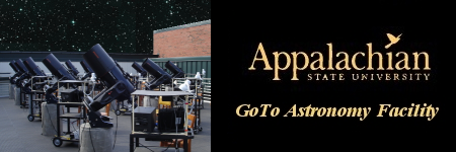 Appalachian
STATE UNIVERSITY
GoTo Astronomy Facility